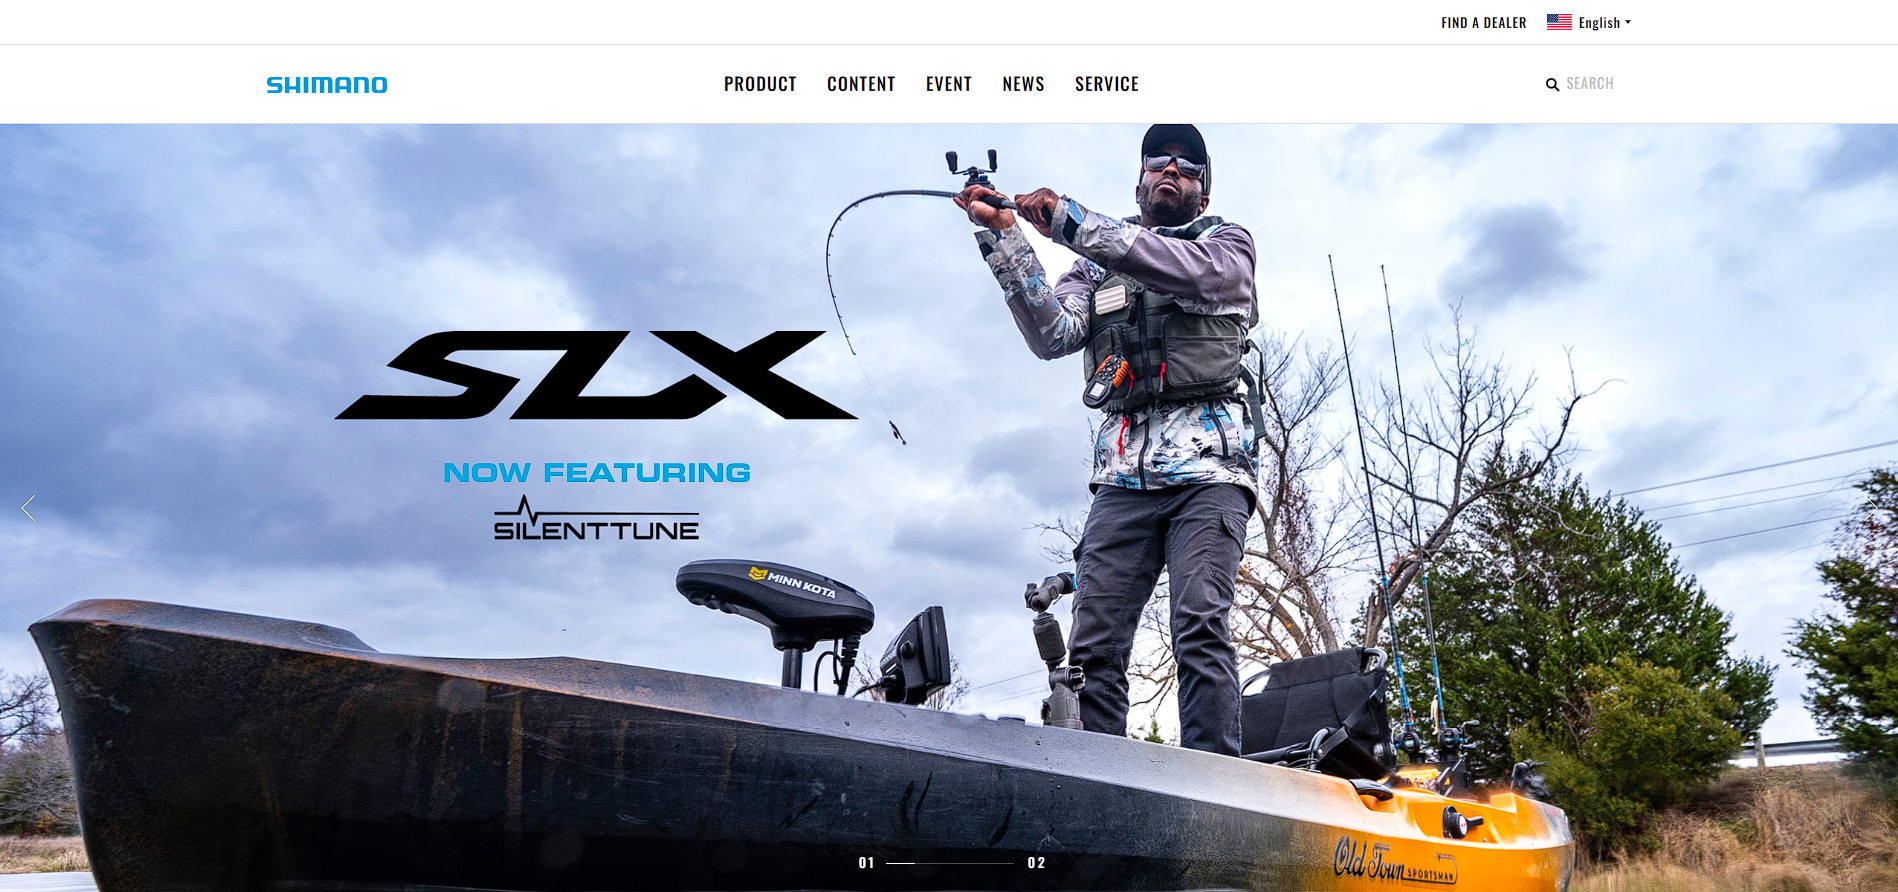 FIND A DEALER English
SHIMANO PRODUCT CONTENT EVENT NEWS SERVICE SEARCH
SLX
NOW FEATURING
SILENTTUNE
MINN KOTA
Old Town SPORTSMAN
01 02